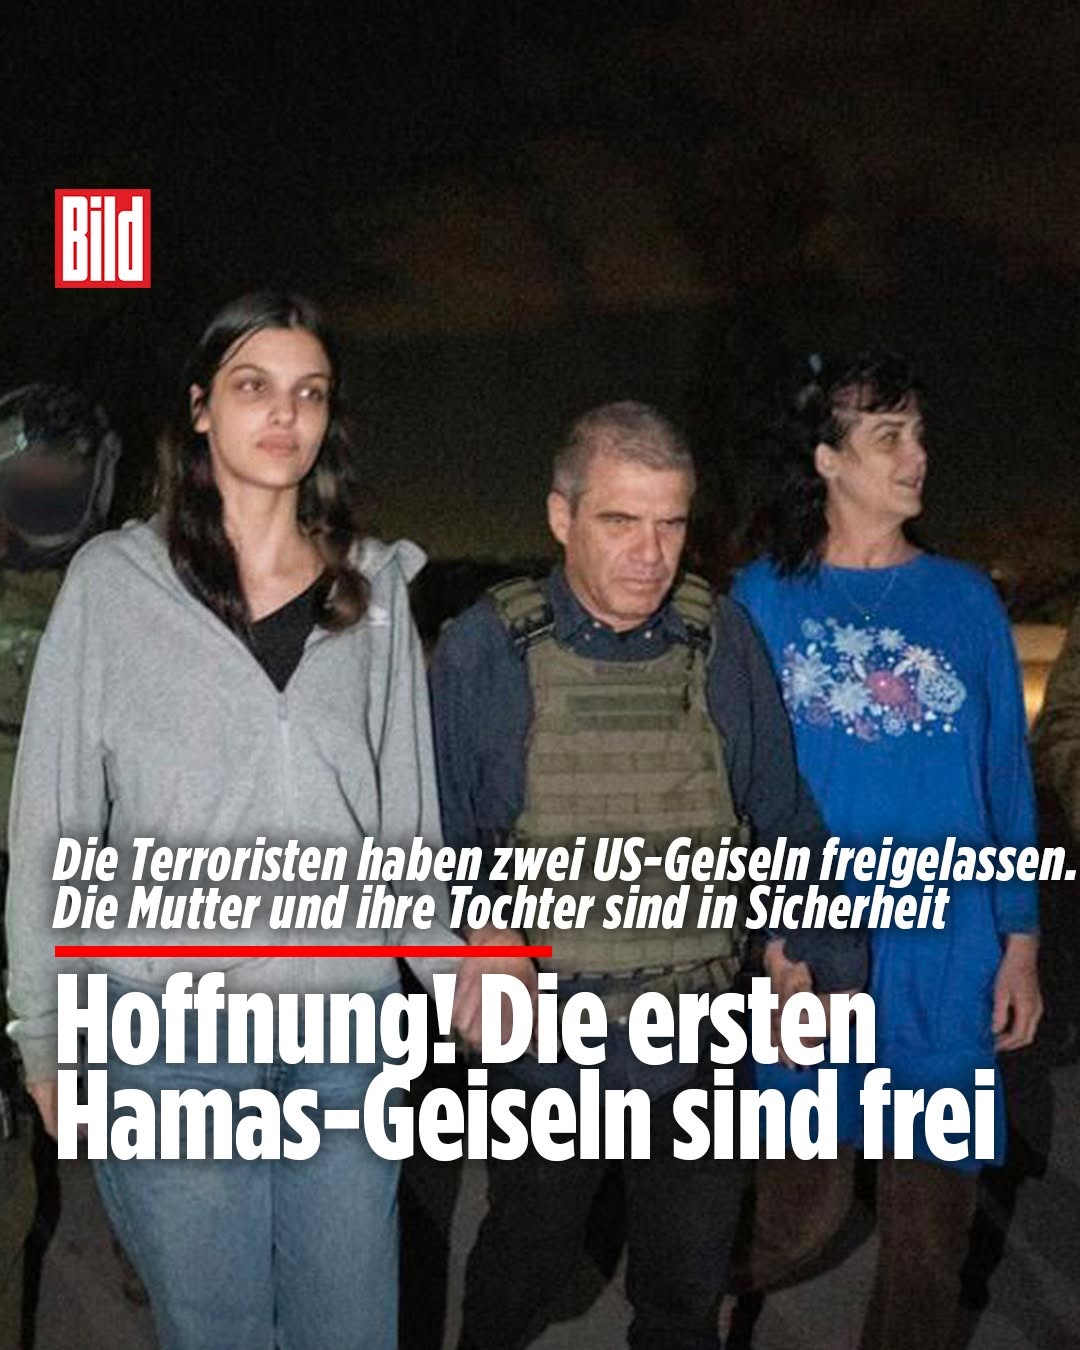 Bild
Die Terroristen haben zwei US-Geiseln freigelassen.
Die Mutter und ihre Tochter sind in Sicherheit
Hoffnung! Die ersten
Hamas-Geiseln sind frei